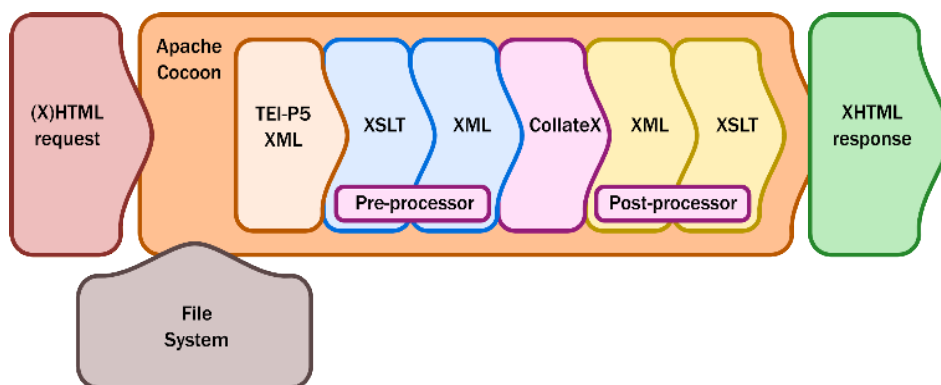 (X)HTML
request
Apache
Cocoon
TEI-P5
XML
XSLT
XML
CollateX
XML
XSLT
Pre-processor
Post-processor
XHTML
response
File
System